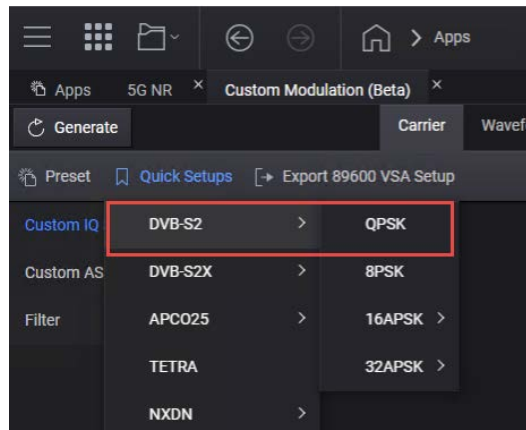 Apps
Apps 5G NR × Custom Modulation (Beta) ×
Generate Carrier
Preset Quick Setups Export 89600 VSA Setup
Custom IQ DVB-S2 QPSK
Custom AS DVB-S2X 8PSK
Filter APCO25 16APSK
TETRA 32APSK
NXDN